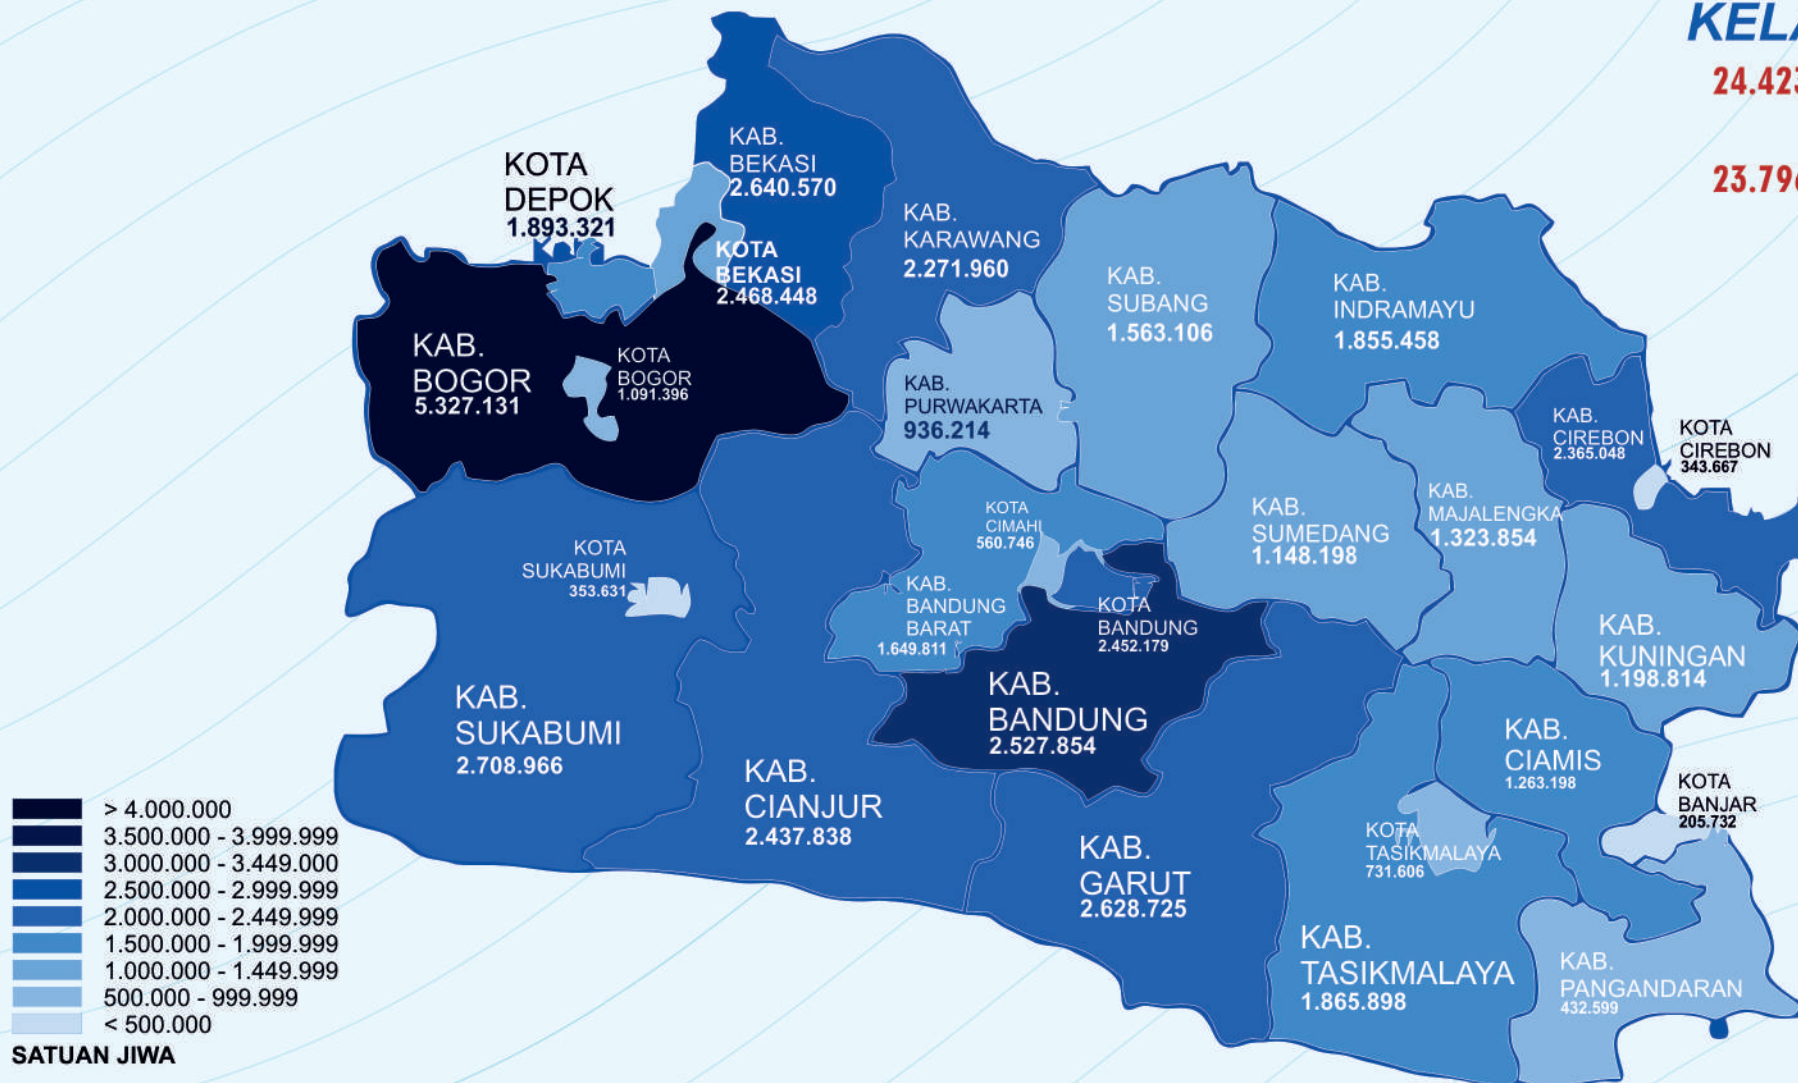 KELA
24.423
23.796
KAB.
BEKASI
2.640.570
KOTA
DEPOK
1.893.321
KOTA
BEKASI
2.468.448
KAB.
KARAWANG
2.271.960
KAB.
SUBANG
1.563.106
KAB.
INDRAMAYU
1.855.458
KAB.
BOGOR
5.327.131
KOTA
BOGOR
1.091.396
KAB.
PURWAKARTA
936.214
KAB.
CIREBON
2.365.048
KOTA
CIREBON
343.667
KOTA
CIMAHI
560.746
KAB.
SUMEDANG
1.148.198
KAB.
MAJALENGKA
1.323.854
KOTA
SUKABUMI
353.631
KAB.
BANDUNG
BARAT
1.649.811
KOTA
BANDUNG
2.452.179
KAB.
KUNINGAN
1.198.814
KAB.
SUKABUMI
2.708.966
KAB.
BANDUNG
2.527.854
KAB.
CIAMIS
1.263.198
KAB.
CIANJUR
2.437.838
KOTA
BANJAR
205.732
KAB.
GARUT
2.628.725
KOTA
TASIKMALAYA
731.606
KAB.
TASIKMALAYA
1.865.898
KAB.
PANGANDARAN
432.599
> 4.000.000
3.500.000 - 3.999.999
3.000.000 - 3.449.000
2.500.000 - 2.999.999
2.000.000 - 2.449.999
1.500.000 - 1.999.999
1.000.000 - 1.449.999
500.000 - 999.999
< 500.000
SATUAN JIWA